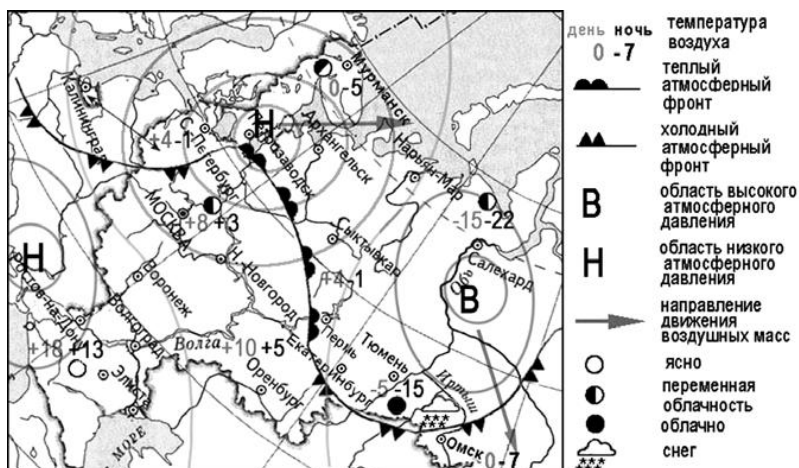 Мурманск
0-5
Калининград
Н
+4-1
С.Петербург
Петрозаводск
Архангельск
Нарьян-Мар
МОСКВА
+8 +3
-15-22
Сыктывкар
Салехард
Обь
В
Н
Ростов-на-Дону
Воронеж
Н.Новгород
+4-1
Волгоград
Волга
+10 +5
Пермь
Екатеринбург
Тюмень
Иртыш
+18 +13
Элиста
Оренбург
-5-15
Омск
0 -7
МОРЕ
день ночь
0 -7
температура
воздуха
теплый
атмосферный
фронт
холодный
атмосферный
фронт
В
область высокого
атмосферного
давления
Н
область низкого
атмосферного
давления
направление
движения
воздушных масс
ясно
переменная
облачность
облачно
снег